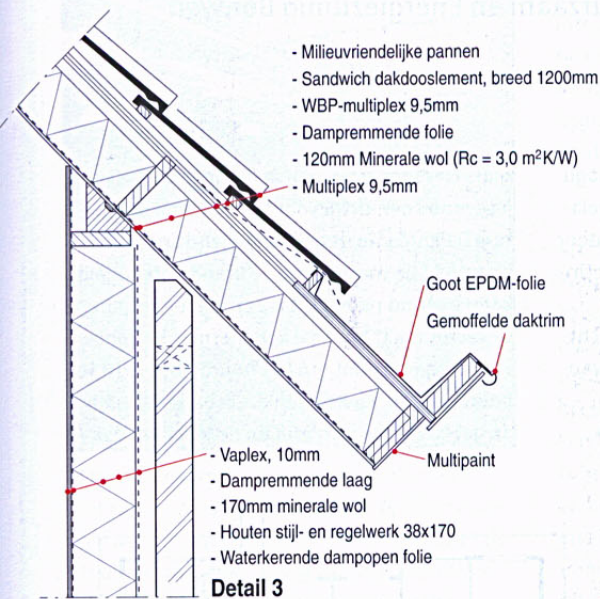 - Milieuvriendelijke pannen
- Sandwich dakdooslement, breed 1200mm
- WBP-multiplex 9,5mm
- Dampremmende folie
- 120mm Minerale wol (Rc = 3,0 m²K/W)
- Multiplex 9,5mm
Goot EPDM-folie
Gemoffelde daktrim
Multipaint
- Vaplex, 10mm
- Dampremmende laag
- 170mm minerale wol
- Houten stijl- en regelwerk 38x170
- Waterkerende dampopen folie
Detail 3